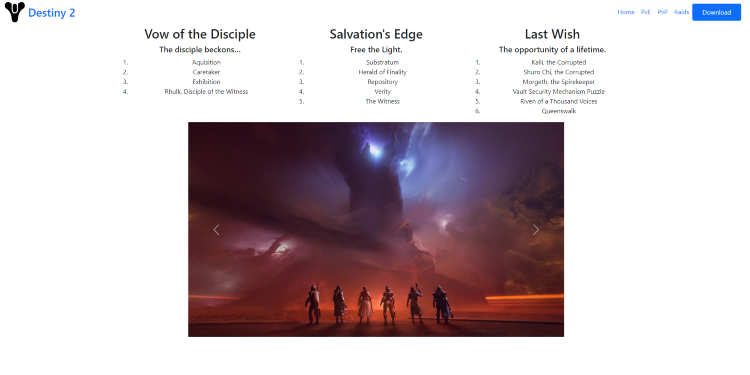 Destiny 2
Home PvE PvP Raids Download
Vow of the Disciple
The disciple beckons...
1. Aquisition
2. Caretaker
3. Exhibition
4. Rhulk, Disciple of the Witness
Salvation's Edge
Free the Light.
1. Substratum
2. Herald of Finality
3. Repository
4. Verity
5. The Witness
Last Wish
The opportunity of a lifetime.
1. Kalli, the Corrupted
2. Shuro Chi, the Corrupted
3. Morgeth, the Spirekeeper
4. Vault Security Mechanism Puzzle
5. Riven of a Thousand Voices
6. Queenswalk